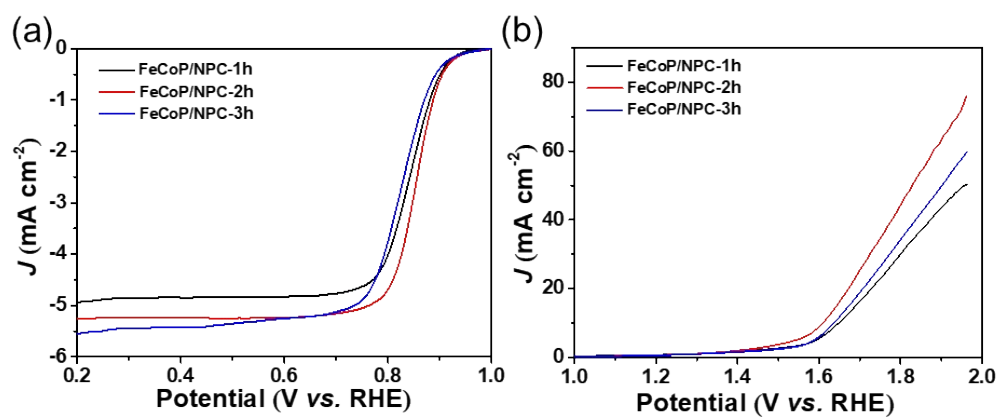 (a)
0
-1
-2
-3
-4
-5
-6
J (mA cm-2)
FeCoP/NPC-1h
FeCoP/NPC-2h
FeCoP/NPC-3h
0.2 0.4 0.6 0.8 1.0
Potential (V vs. RHE)
(b)
80
60
40
20
0
J (mA cm-2)
FeCoP/NPC-1h
FeCoP/NPC-2h
FeCoP/NPC-3h
1.0 1.2 1.4 1.6 1.8 2.0
Potential (V vs. RHE)